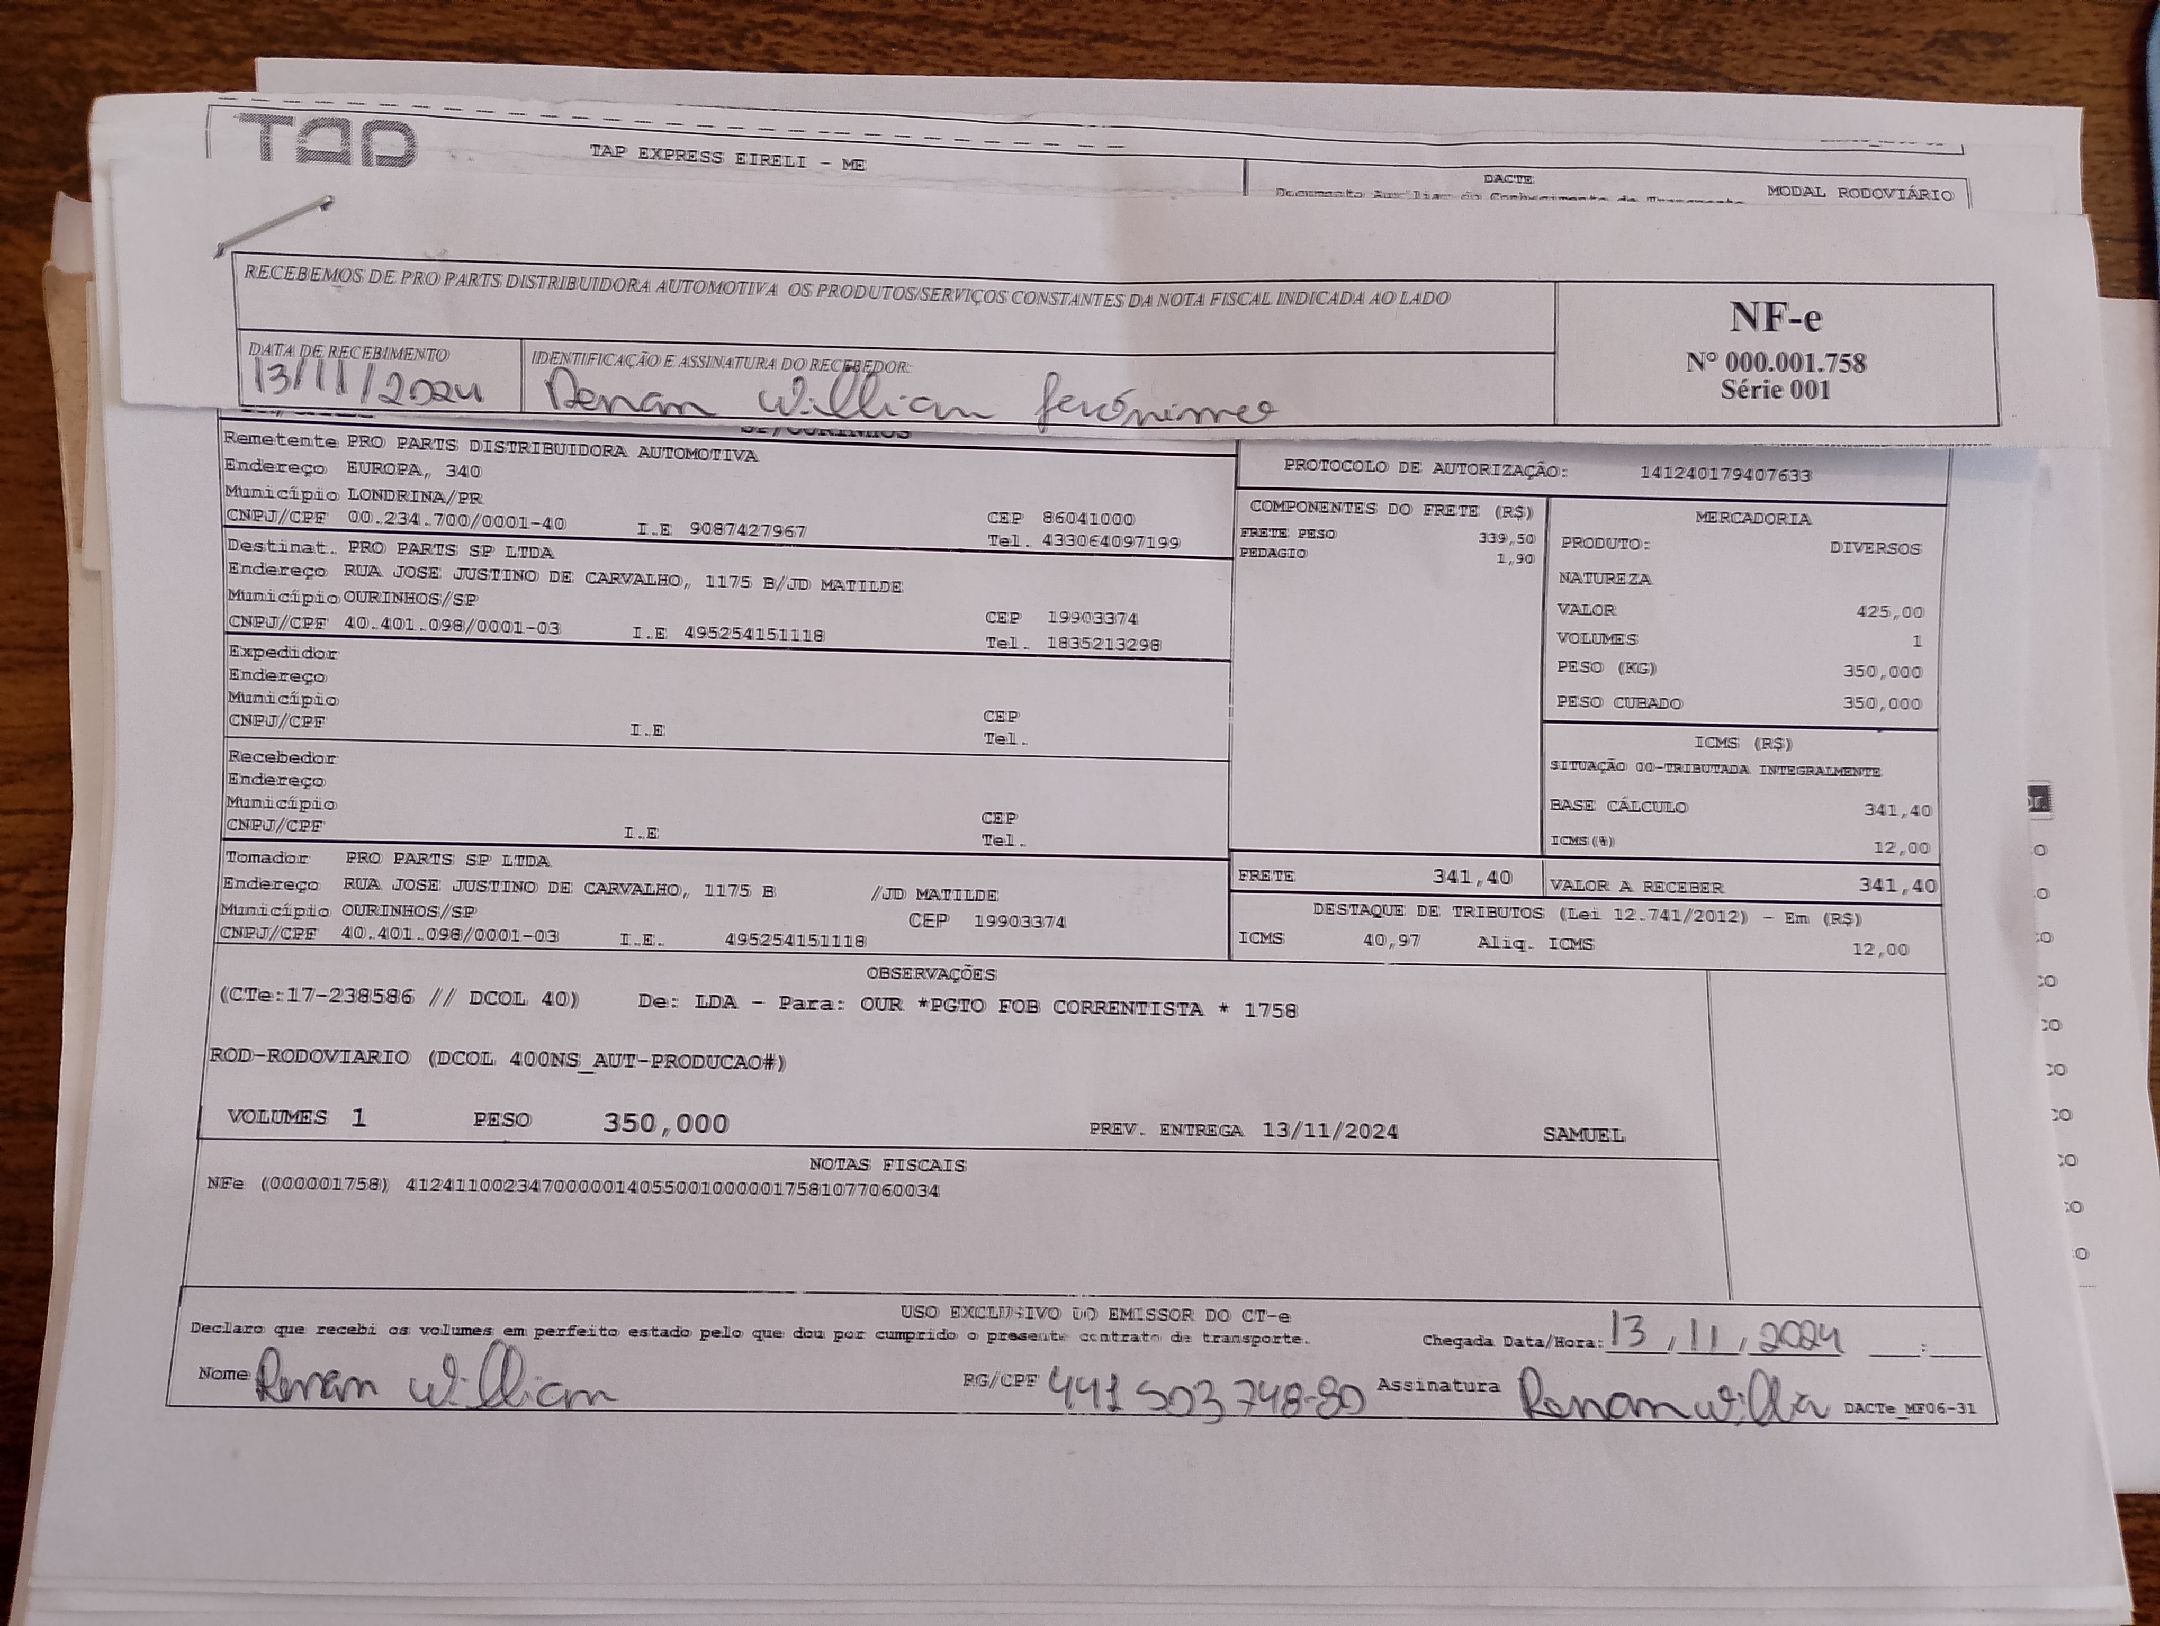 TAP
TAP EXPRESS EIRELI - ME
DACTE
MODAL RODOVIÁRIO
RECEBEMOS DE PRO PARTS DISTRIBUIDORA AUTOMOTIVA OS PRODUTOS/SERVIÇOS CONSTANTES DA NOTA FISCAL INDICADA AO LADO
NF-e
Nº 000.001.758
Série 001
DATA DE RECEBIMENTO
13/11/2024
IDENTIFICAÇÃO E ASSINATURA DO RECEBEDOR:
Renan Willian Jerônimo
Remetente PRO PARTS DISTRIBUIDORA AUTOMOTIVA
Endereço EUROPA, 340
Município LONDRINA/PR
CNPJ/CPF 00.234.700/0001-40 I.E 9087427967 CEP 86041000
Tel. 433064097199
Destinat. PRO PARTS SP LTDA
Endereço RUA JOSE JUSTINO DE CARVALHO, 1175 B/JD MATILDE
Município OURINHOS/SP CEP 19903374
CNPJ/CPF 40.401.098/0001-03 I.E 495254151118 Tel. 1835213298
Expedidor
Endereço
Município CEP
CNPJ/CPF I.E Tel.
Recebedor
Endereço
Município CEP
CNPJ/CPF I.E Tel.
Tomador PRO PARTS SP LTDA
Endereço RUA JOSE JUSTINO DE CARVALHO, 1175 B /JD MATILDE
Município OURINHOS/SP CEP 19903374
CNPJ/CPF 40.401.098/0001-03 I.E. 495254151118
PROTOCOLO DE AUTORIZAÇÃO: 141240179407633
COMPONENTES DO FRETE (R$)
FRETE PESO 339,50
PEDAGIO 1,90
MERCADORIA
PRODUTO: DIVERSOS
NATUREZA
VALOR 425,00
VOLUMES 1
PESO (KG) 350,000
PESO CUBADO 350,000
ICMS (R$)
SITUAÇÃO 00-TRIBUTADA INTEGRALMENTE
BASE CÁLCULO 341,40
ICMS(%) 12,00
FRETE 341,40 VALOR A RECEBER 341,40
DESTAQUE DE TRIBUTOS (Lei 12.741/2012) - Em (R$)
ICMS 40,97 Aliq. ICMS 12,00
OBSERVAÇÕES
(CTe:17-238586 // DCOL 40) De: LDA - Para: OUR *PGTO FOB CORRENTISTA * 1758
ROD-RODOVIARIO (DCOL 400NS_AUT-PRODUCAO#)
VOLUMES 1 PESO 350,000 PREV. ENTREGA 13/11/2024 SAMUEL
NOTAS FISCAIS
NFe (000001758) 41241100234700000140550010000017581077060034
USO EXCLUSIVO DO EMISSOR DO CT-e
Declaro que recebi os volumes em perfeito estado pelo que dou por cumprido o presente contrato de transporte.
Chegada Data/Hora: 13/11/2024 :
Nome Renan Willian RG/CPF 441 503 748-80 Assinatura Renan Willia DACTe_MF06-31